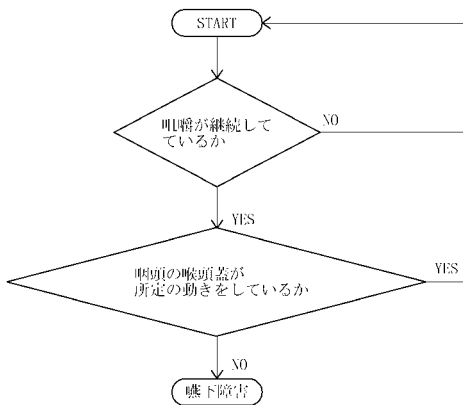 START
咀嚼が継続して
ているか
NO
YES
咽頭の喉頭蓋が
所定の動きをしているか
YES
NO
嚥下障害